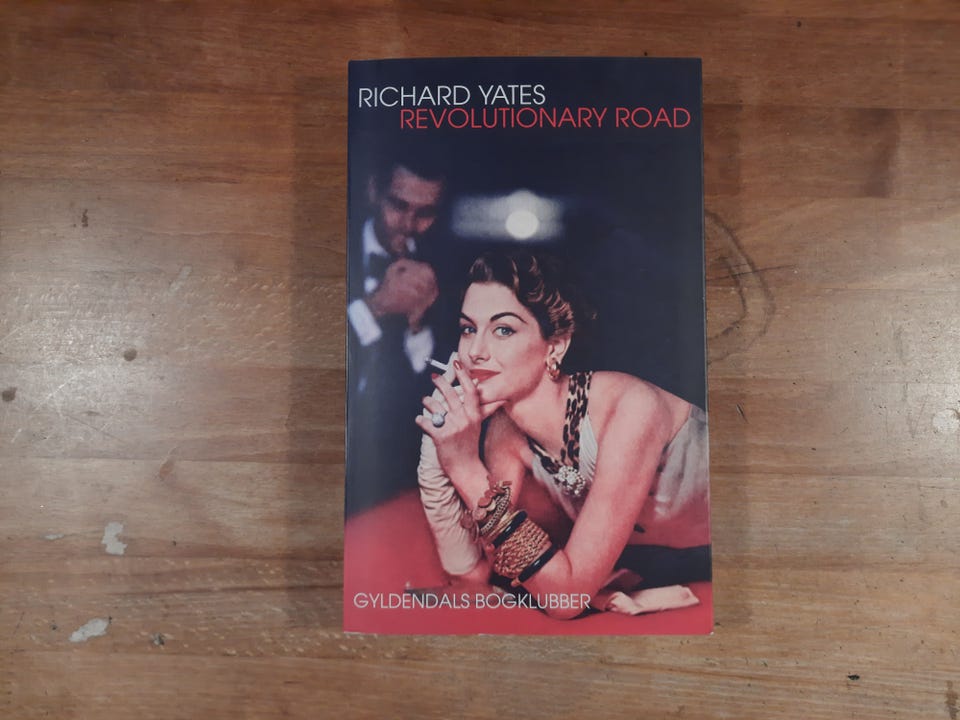 RICHARD YATES
REVOLUTIONARY ROAD
GYLDENDALS BOGKLUBBER